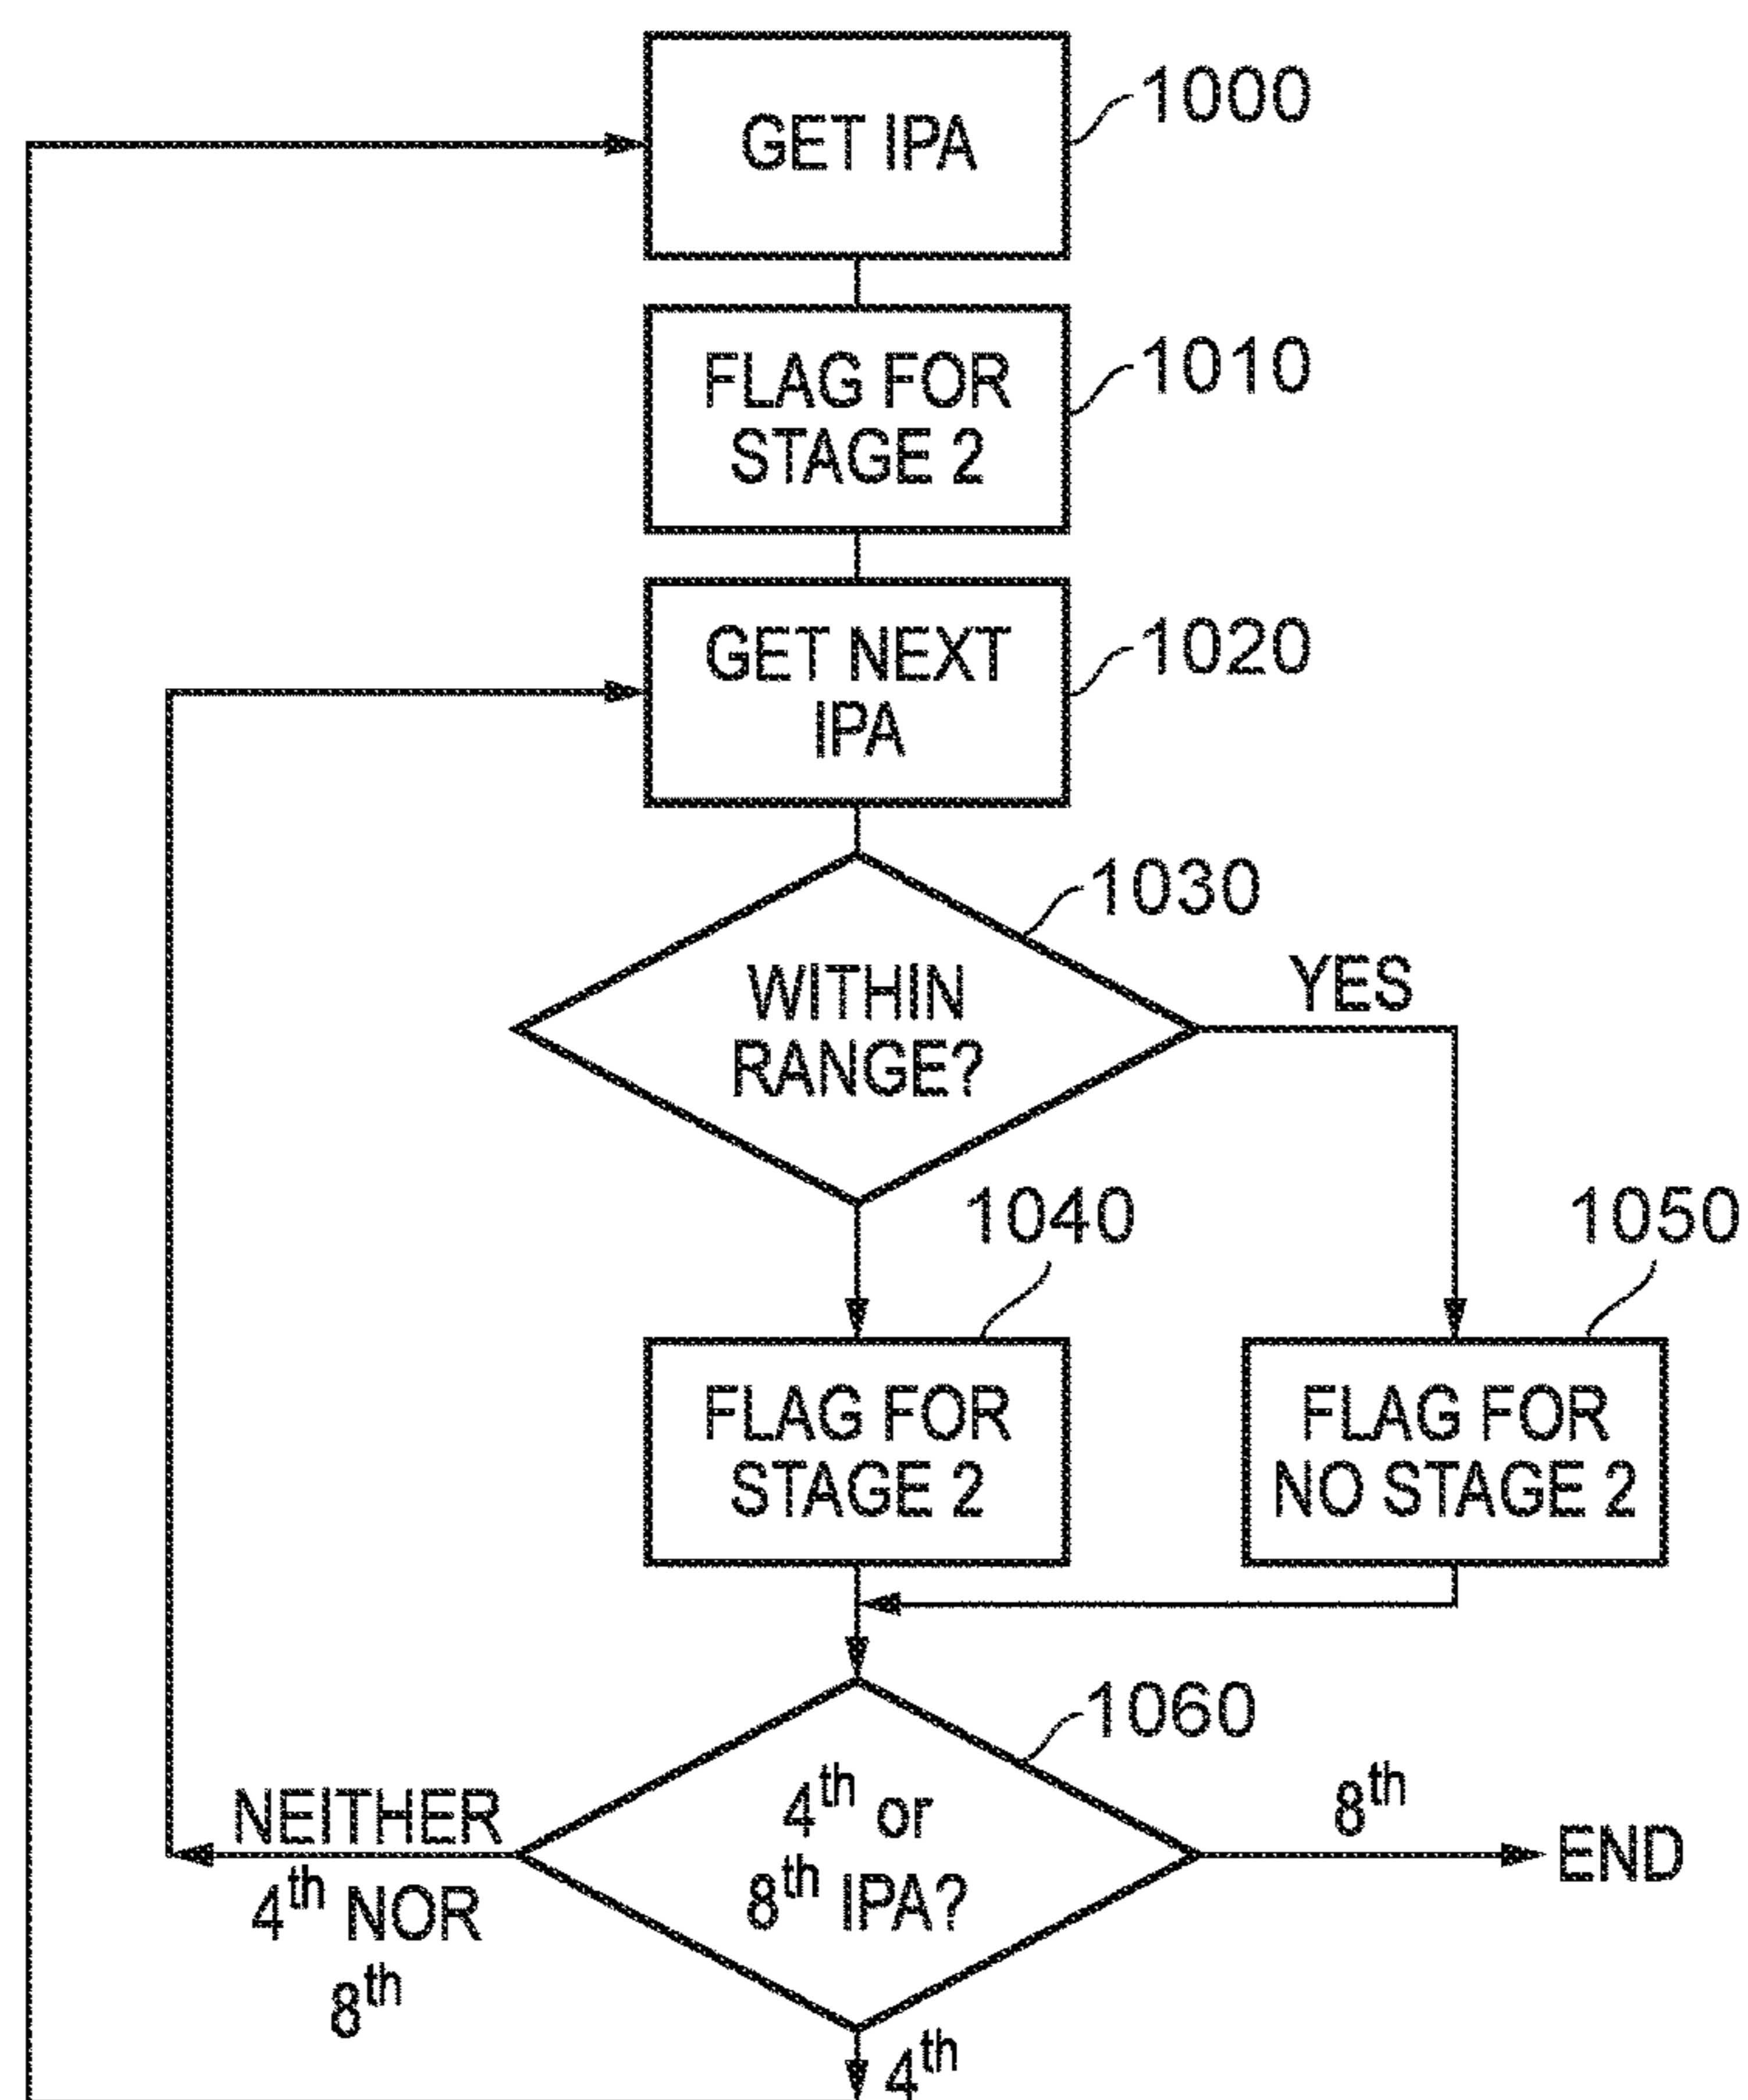 GET IPA
1000
FLAG FOR
STAGE 2
1010
GET NEXT
IPA
1020
1030
WITHIN
RANGE?
YES
1040
1050
FLAG FOR
STAGE 2
FLAG FOR
NO STAGE 2
1060
4th or
8th IPA?
NEITHER
4th NOR
8th
8th
END
4th